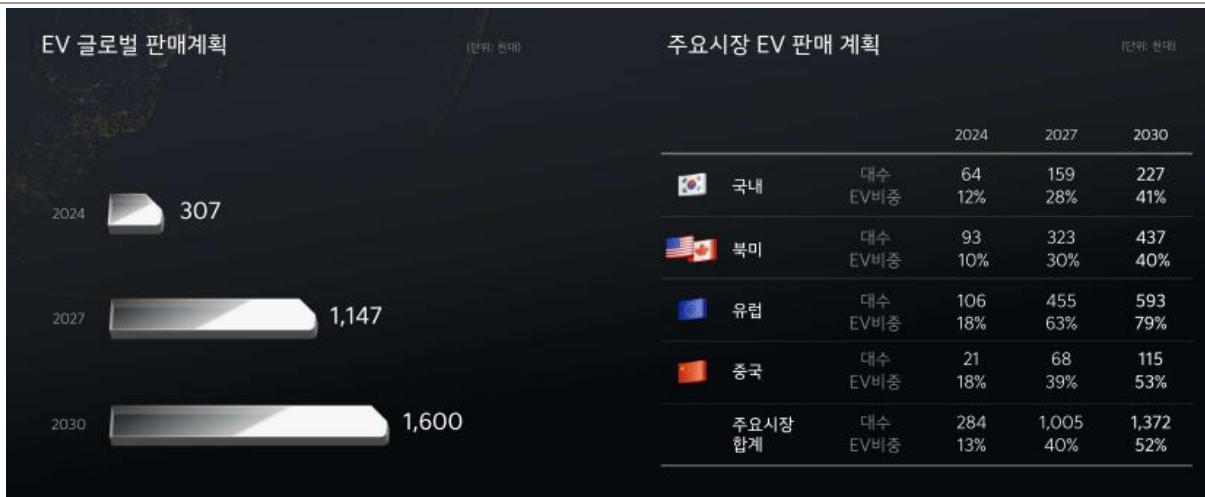 EV 글로벌 판매계획
(단위: 천대)
2024 307
2027 1,147
2030 1,600
주요시장 EV 판매 계획
(단위: 천대)
2024 2027 2030
국내 대수 64 159 227
EV비중 12% 28% 41%
북미 대수 93 323 437
EV비중 10% 30% 40%
유럽 대수 106 455 593
EV비중 18% 63% 79%
중국 대수 21 68 115
EV비중 18% 39% 53%
주요시장 대수 284 1,005 1,372
합계 EV비중 13% 40% 52%